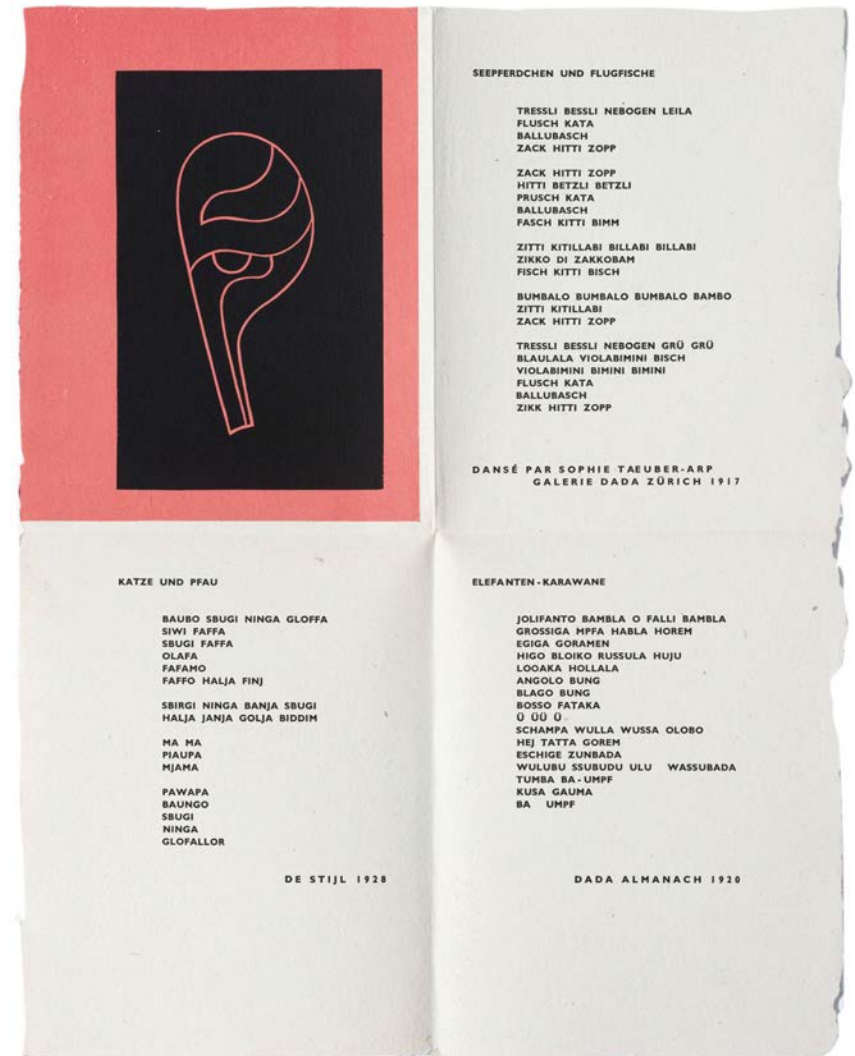 SEEPFERDCHEN UND FLUGFISCHE
TRESSLI BESSLI NEBOGEN LEILA
FLUSCH KATA
BALLUBASCH
ZACK HITTI ZOPP
ZACK HITTI ZOPP
HITTI BETZLI BETZLI
PRUSCH KATA
BALLUBASCH
FASCH KITTI BIMM
ZITTI KITILLABI BILLABI BILLABI
ZIKKO DI ZAKKOBAM
FISCH KITTI BISCH
BUMBALO BUMBALO BUMBALO BAMBO
ZITTI KITILLABI
ZACK HITTI ZOPP
TRESSLI BESSLI NEBOGEN GRÜ GRÜ
BLAULALA VIOLABIMINI BISCH
VIOLABIMINI BIMINI BIMINI
FLUSCH KATA
BALLUBASCH
ZIKK HITTI ZOPP
DANSÉ PAR SOPHIE TAEUBER-ARP
GALERIE DADA ZÜRICH 1917
KATZE UND PFAU
BAUBO SBUGI NINGA GLOFFA
SIWI FAFFA
SBUGI FAFFA
OLAFA
FAFAMO
FAFFO HALJA FINJ
SBIRGI NINGA BANJA SBUGI
HALJA JANJA GOLJA BIDDIM
MA MA
PIAUPA
MJAMA
PAWAPA
BAUNGO
SBUGI
NINGA
GLOFALLOR
DE STIJL 1928
ELEFANTEN-KARAWANE
JOLIFANTO BAMBLA O FALLI BAMBLA
GROSSIGA MPFA HABLA HOREM
EGIGA GORAMEN
HIGO BLOIKO RUSSULA HUJU
LOOAKA HOLLALA
ANGOLO BUNG
BLAGO BUNG
BOSSO FATAKA
Ü ÜÜ Ü
SCHAMPA WULLA WUSSA OLOBO
HEJ TATTA GOREM
ESCHIGE ZUNBADA
WULUBU SSUBUDU ULU WASSUBADA
TUMBA BA-UMPF
KUSA GAUMA
BA UMPF
DADA ALMANACH 1920